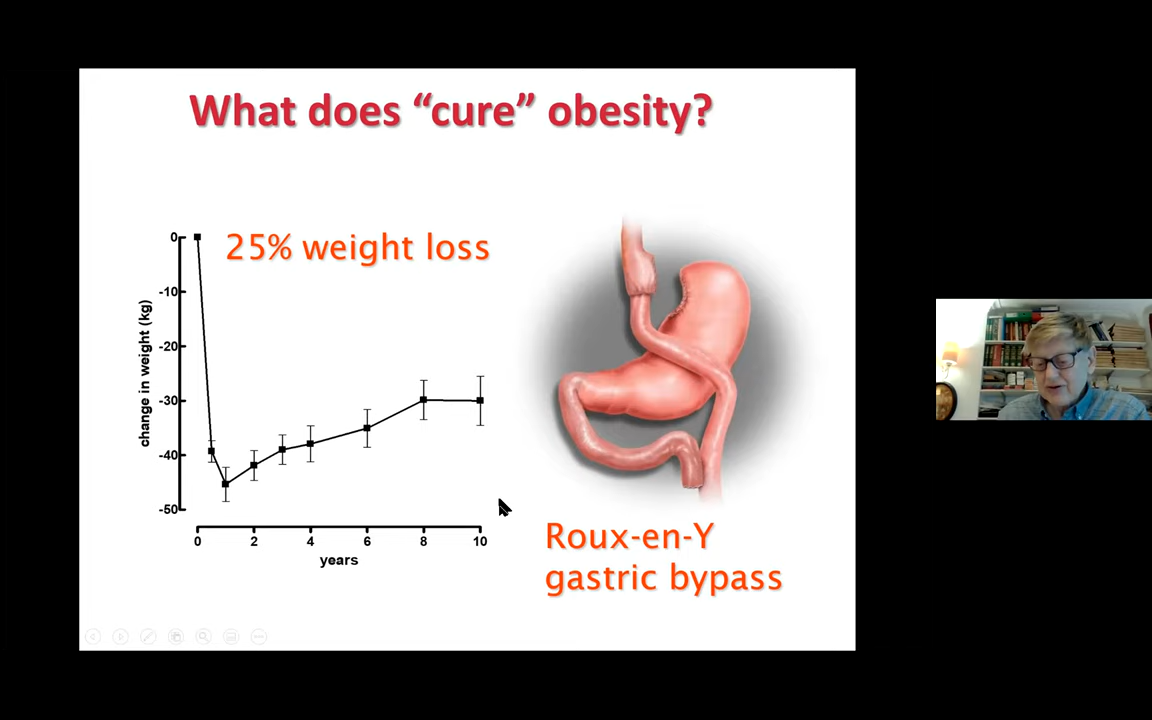 What does “cure” obesity?
25% weight loss
0
-10
-20
-30
-40
-50
change in weight (kg)
0 2 4 6 8 10
years
Roux-en-Y
gastric bypass